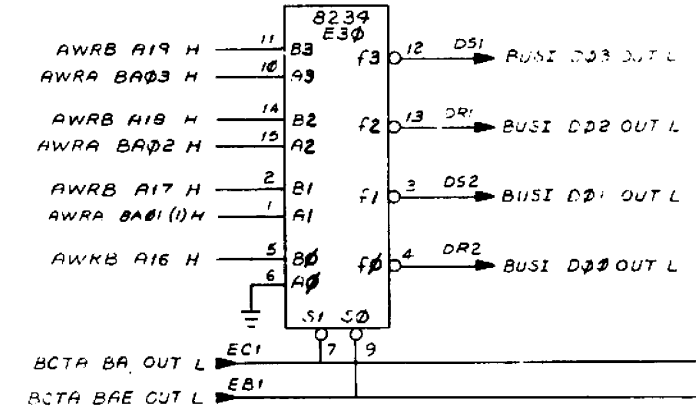 8234
E3Ø
AWRB A19 H 11 B3 f3 12 DS1 BUSI DØ3 OUT L
AWRA BAØ3 H 10 A3
AWRB A18 H 14 B2 f2 13 DR1 BUSI DØ2 OUT L
AWRA BAØ2 H 15 A2
AWRB A17 H 2 B1 f1 3 DS2 BUSI DØ1 OUT L
AWRA BAØ1 (1) H 1 A1
AWRB A16 H 5 BØ fØ 4 DR2 BUSI DØØ OUT L
6 AØ
S1 SØ
7 9
BCTA BA OUT L EC1
BCTA BAE OUT L EB1